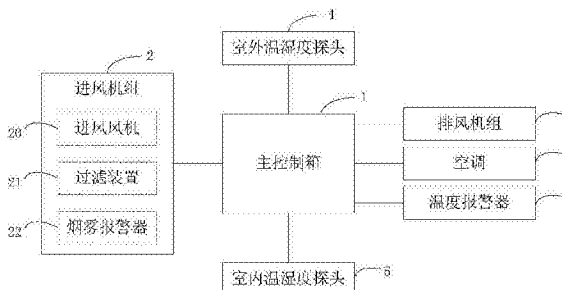 4
室外温湿度探头
2
进风机组
1
20
进风风机
排风机组
主控制箱
21
过滤装置
空调
温度报警器
22
烟雾报警器
室内温湿度探头
6